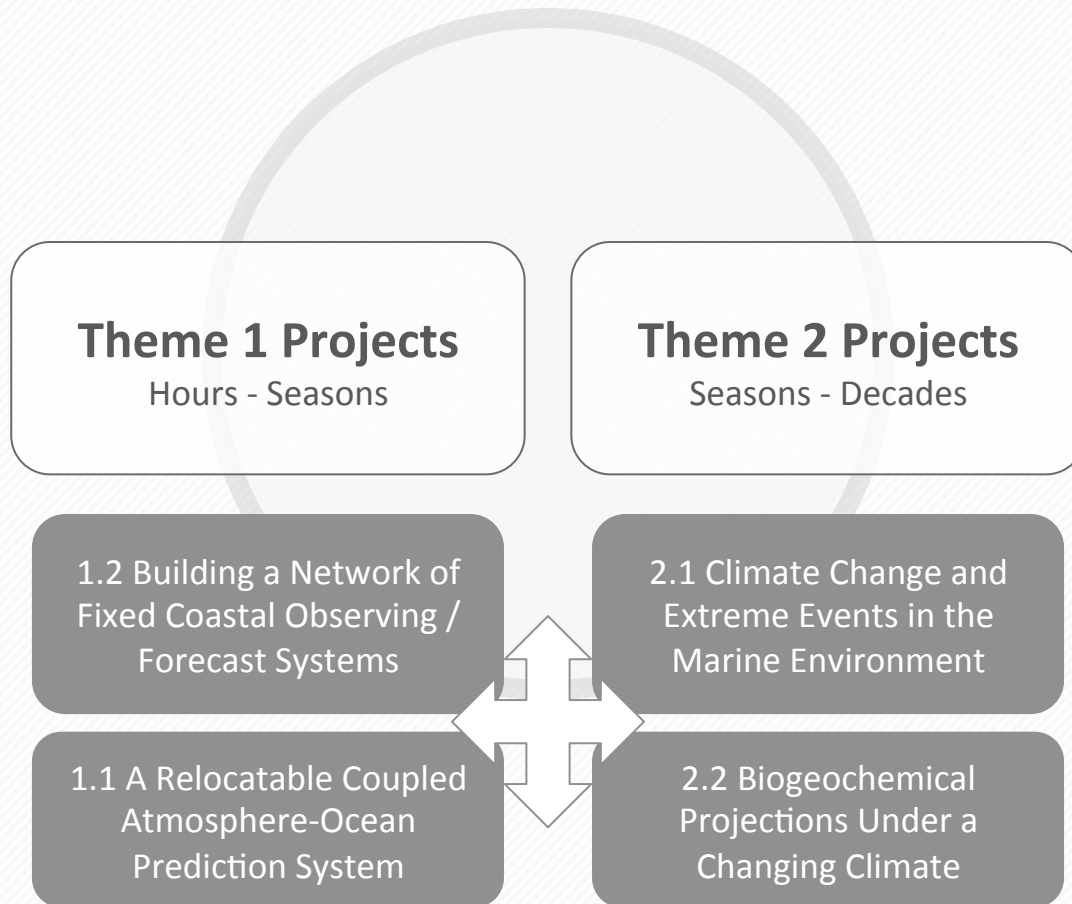 Theme 1 Projects
Hours - Seasons
Theme 2 Projects
Seasons - Decades
1.2 Building a Network of
Fixed Coastal Observing /
Forecast Systems
2.1 Climate Change and
Extreme Events in the
Marine Environment
1.1 A Relocatable Coupled
Atmosphere-Ocean
Prediction System
2.2 Biogeochemical
Projections Under a
Changing Climate